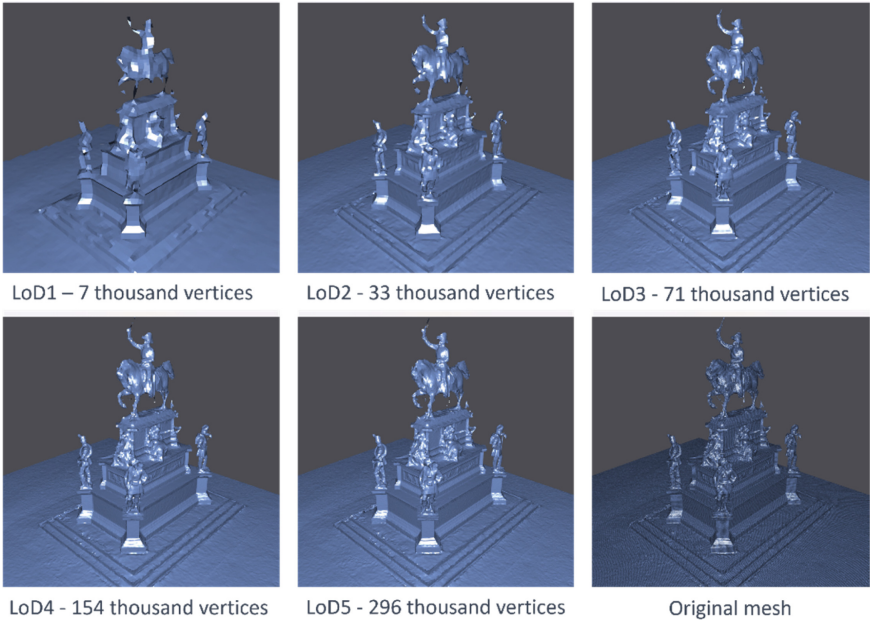 LoD1 – 7 thousand vertices
LoD2 - 33 thousand vertices
LoD3 - 71 thousand vertices
LoD4 - 154 thousand vertices
LoD5 - 296 thousand vertices
Original mesh